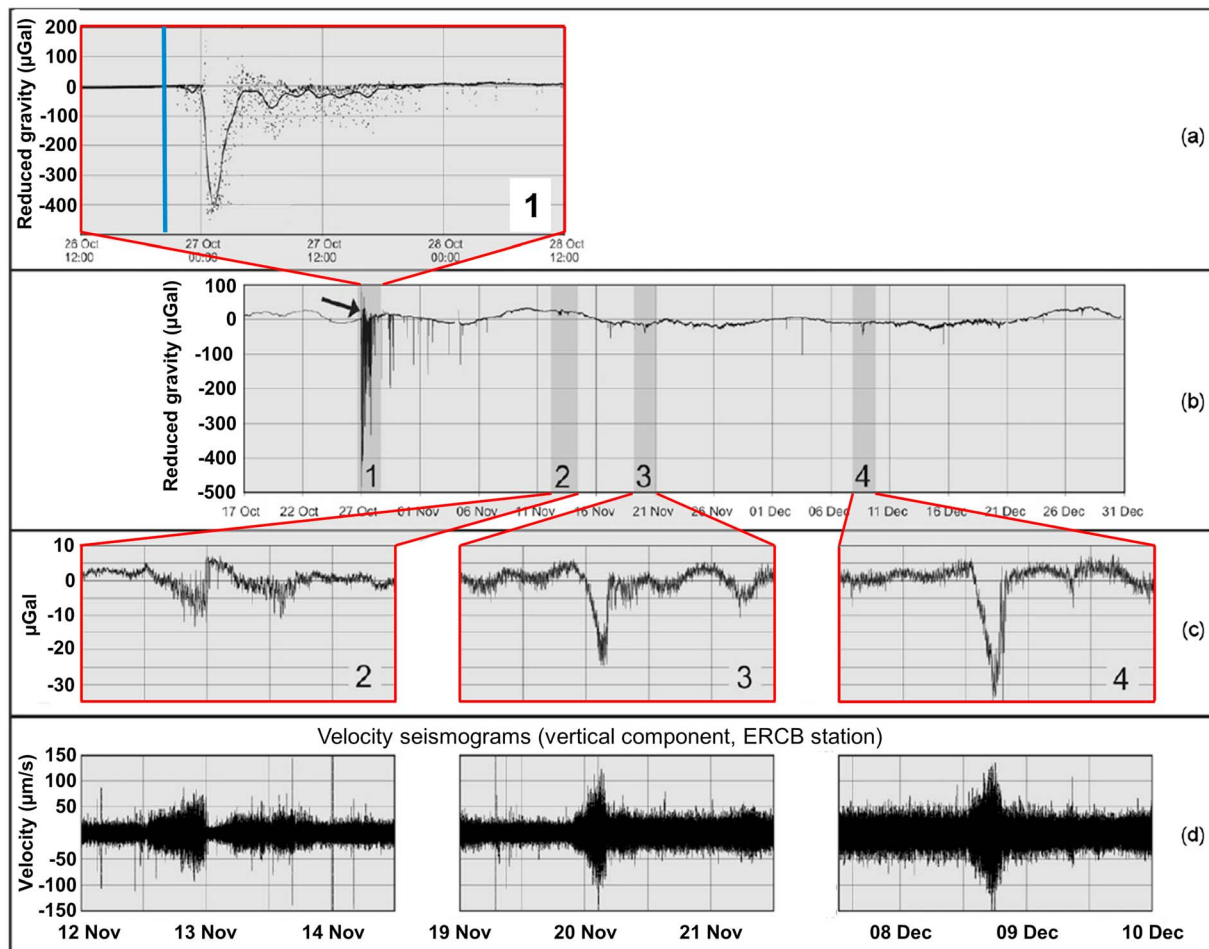 Reduced gravity (µGal)
200
100
0
-100
-200
-300
-400
1
(a)
26 Oct 12:00
27 Oct 00:00
27 Oct 12:00
28 Oct 00:00
28 Oct 12:00
Reduced gravity (µGal)
100
0
-100
-200
-300
-400
-500
1
2
3
4
(b)
17 Oct 22 Oct 27 Oct 01 Nov 06 Nov 11 Nov 16 Nov 21 Nov 26 Nov 01 Dec 06 Dec 11 Dec 16 Dec 21 Dec 26 Dec 31 Dec
µGal
10
0
-10
-20
-30
2
3
4
(c)
Velocity seismograms (vertical component, ERCB station)
Velocity (µm/s)
150
100
50
0
-50
-100
-150
(d)
12 Nov 13 Nov 14 Nov 19 Nov 20 Nov 21 Nov 08 Dec 09 Dec 10 Dec